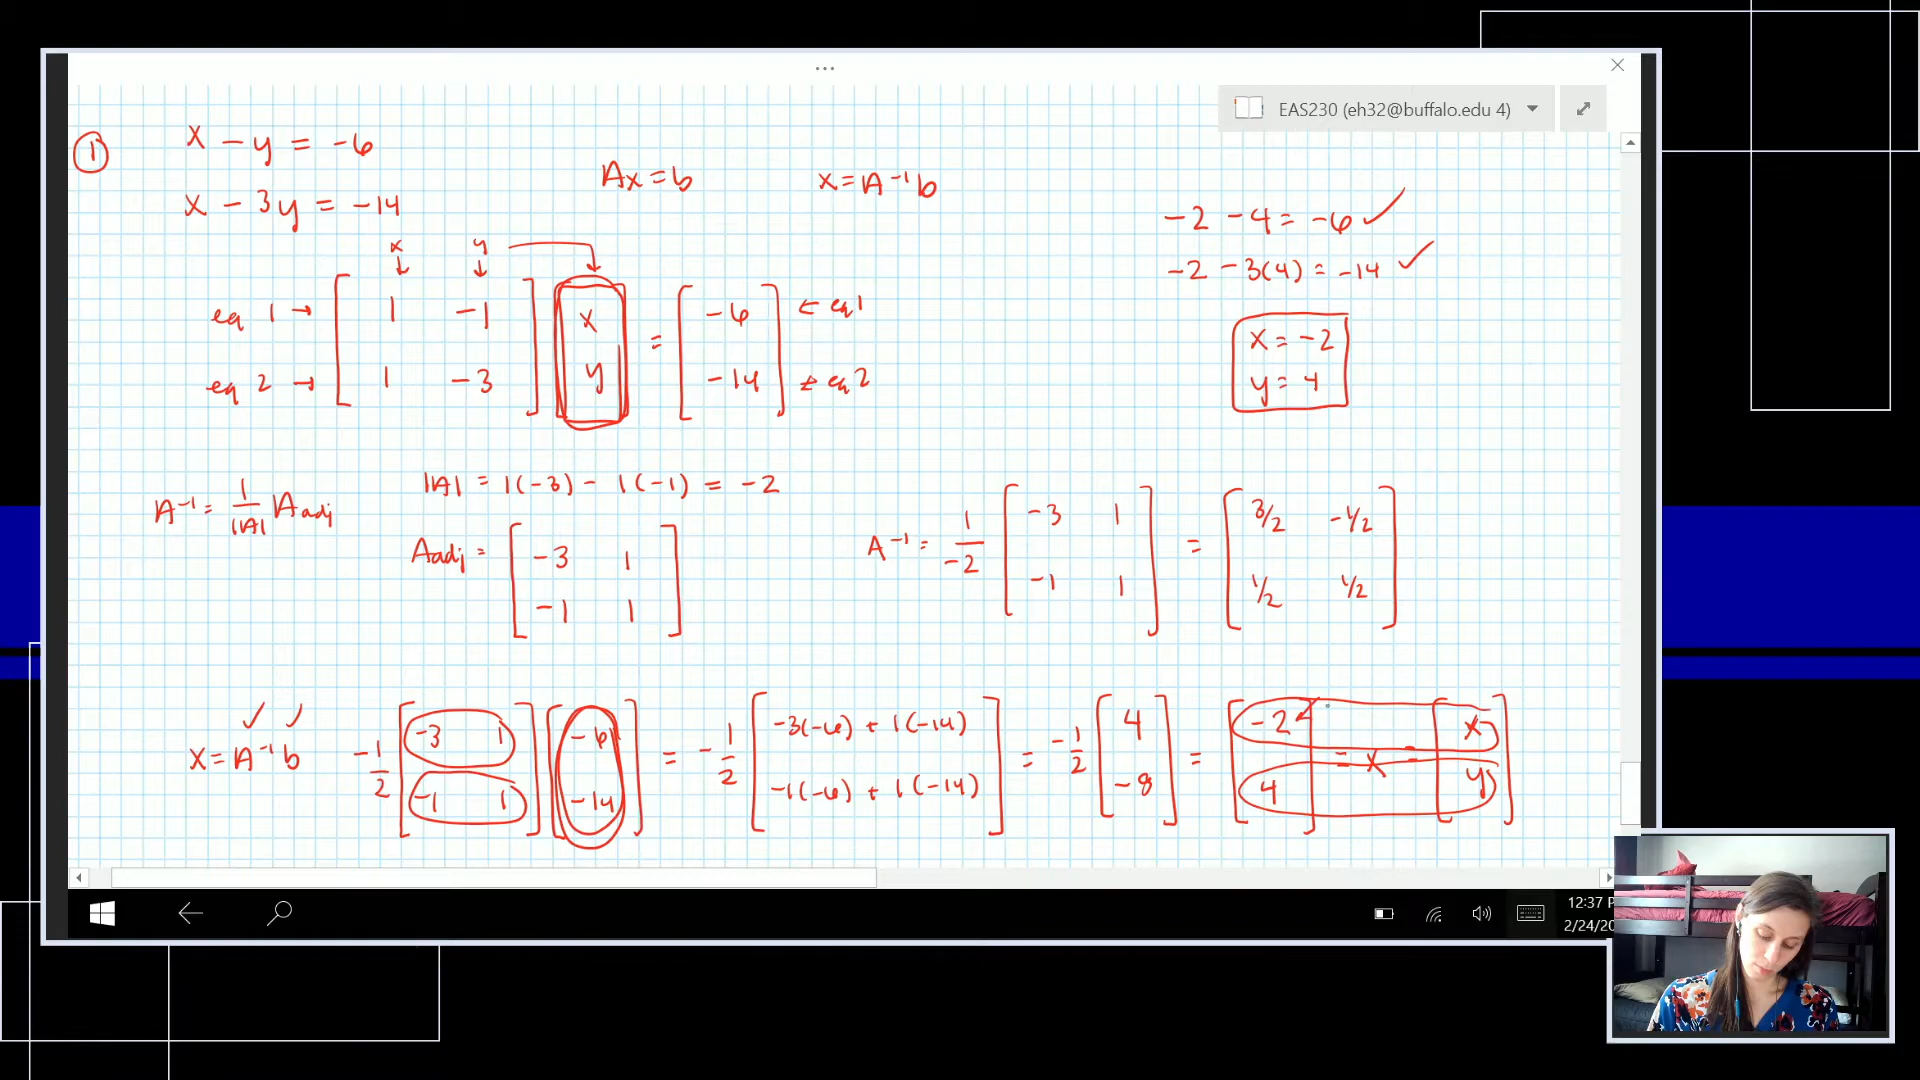 EAS230 (eh32@buffalo.edu 4)
① x - y = -6
x - 3y = -14
Ax = b x = A⁻¹b
-2 - 4 = -6 ✓
-2 - 3(4) = -14 ✓
x = -2
y = 4
x y
eq 1 → [ 1 -1 ] [ x ] = [ -6 ] ← eq1
eq 2 → [ 1 -3 ] [ y ] [ -14 ] ← eq2
A⁻¹ = 1/|A| Aadj
|A| = 1(-3) - 1(-1) = -2
Aadj = [ -3 1
-1 1 ]
A⁻¹ = 1/-2 [ -3 1 ] = [ 3/2 -1/2 ]
[ -1 1 ] [ 1/2 1/2 ]
✓ ✓
x = A⁻¹ b -1/2 [ -3 1 ] [ -6 ] = -1/2 [ -3(-6) + 1(-14) ] = -1/2 [ 4 ] = [ -2 ] = x = [ x ]
[ -1 1 ] [ -14 ] [ -1(-6) + 1(-14) ] [ -8 ] [ 4 ] [ y ]
12:37 P
2/24/20